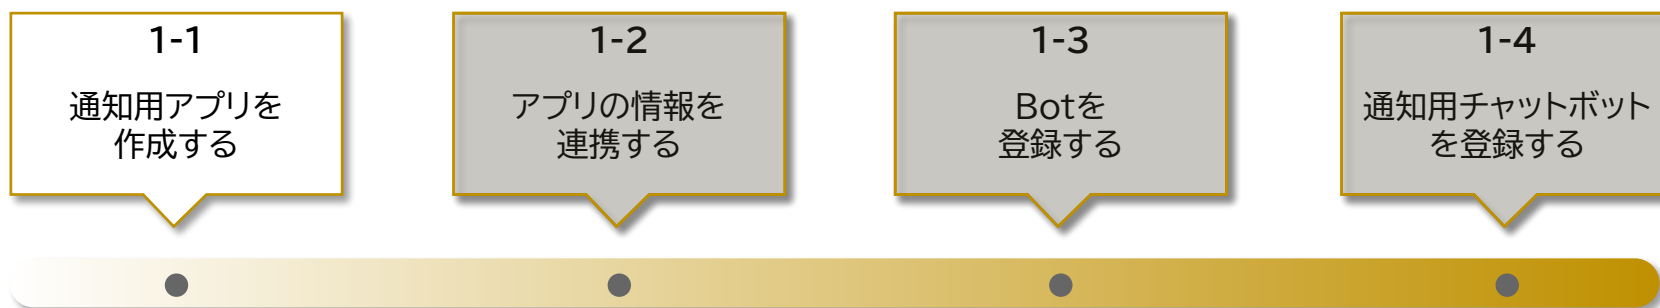 1-1
通知用アプリを
作成する
1-2
アプリの情報を
連携する
1-3
Botを
登録する
1-4
通知用チャットボット
を登録する